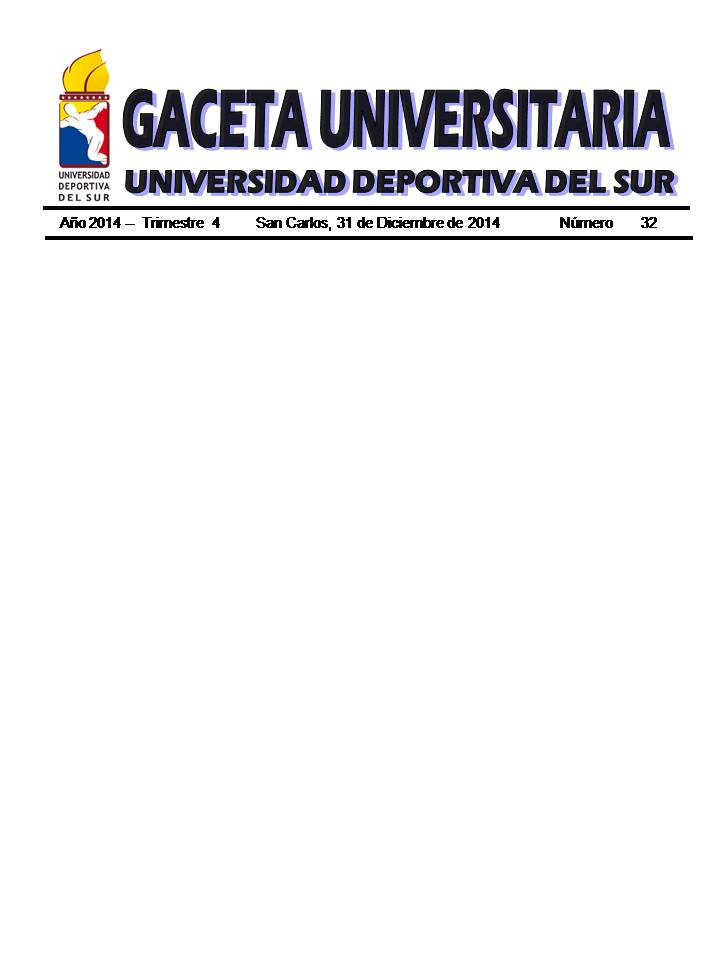 GACETA UNIVERSITARIA
UNIVERSIDAD DEPORTIVA DEL SUR
UNIVERSIDAD
DEPORTIVA
DEL SUR
Año 2014 – Trimestre 4 San Carlos, 31 de Diciembre de 2014 Número 32